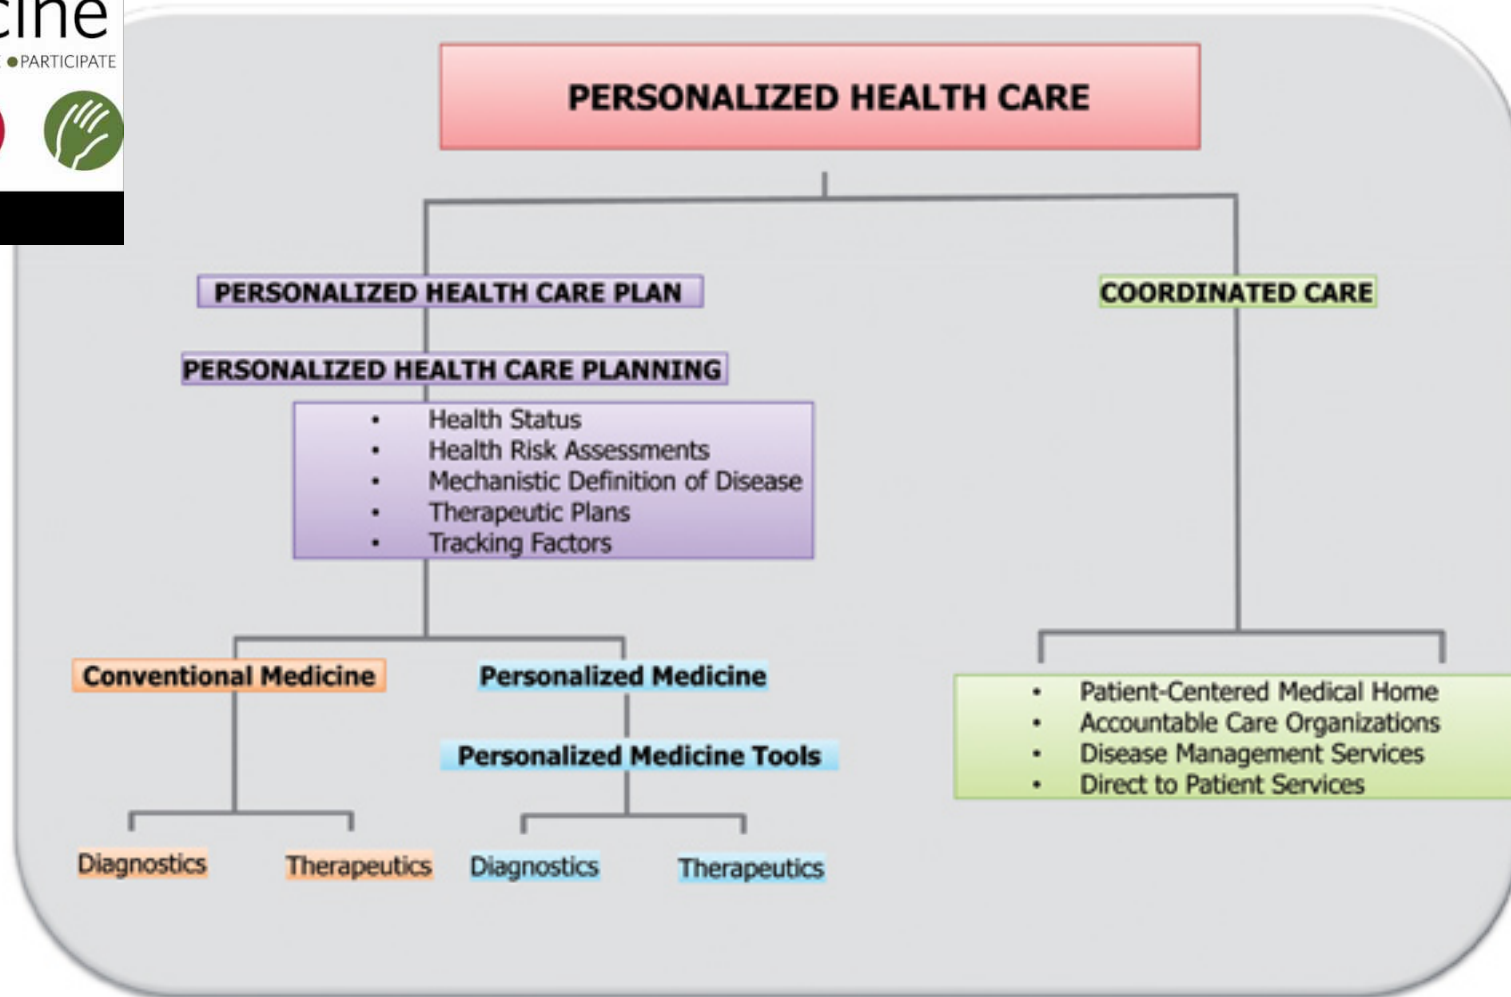 cine
●PARTICIPATE
PERSONALIZED HEALTH CARE
PERSONALIZED HEALTH CARE PLAN
COORDINATED CARE
PERSONALIZED HEALTH CARE PLANNING
• Health Status
• Health Risk Assessments
• Mechanistic Definition of Disease
• Therapeutic Plans
• Tracking Factors
Conventional Medicine
Personalized Medicine
Personalized Medicine Tools
• Patient-Centered Medical Home
• Accountable Care Organizations
• Disease Management Services
• Direct to Patient Services
Diagnostics
Therapeutics
Diagnostics
Therapeutics